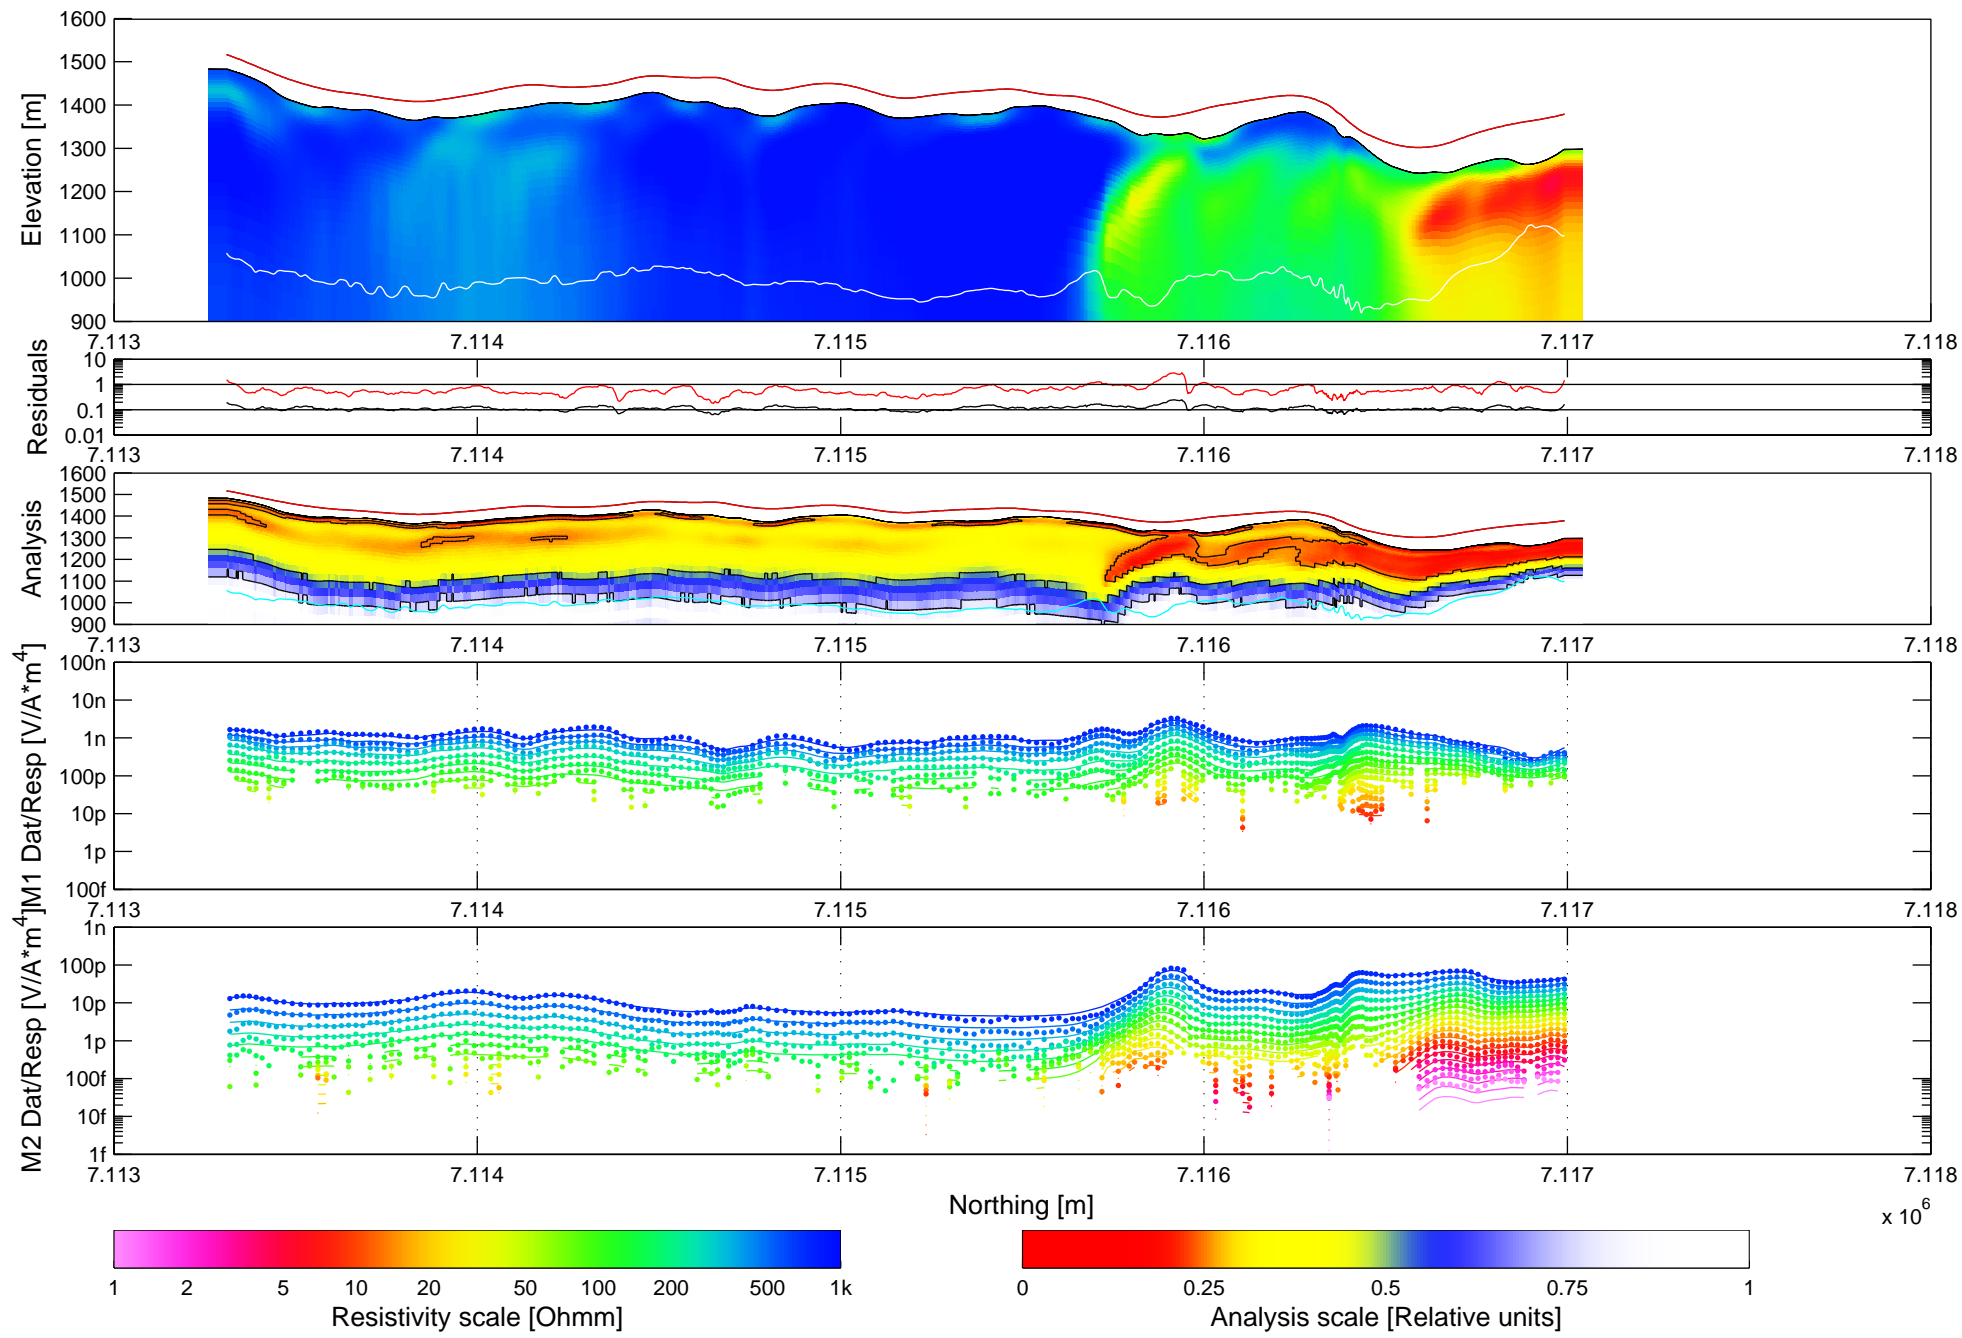 1600
1500
1400
1300
1200
1100
1000
900
Elevation [m]
7.113 7.114 7.115 7.116 7.117 7.118
10
1
0.1
0.01
Residuals
7.113 7.114 7.115 7.116 7.117 7.118
1600
1500
1400
1300
1200
1100
1000
900
Analysis
7.113 7.114 7.115 7.116 7.117 7.118
100n
10n
1n
100p
10p
1p
100f
M1 Dat/Resp [V/A*m^4]
7.113 7.114 7.115 7.116 7.117 7.118
1n
100p
10p
1p
100f
10f
1f
M2 Dat/Resp [V/A*m^4]
7.113 7.114 7.115 7.116 7.117 7.118
Northing [m]
x 10^6
1 2 5 10 20 50 100 200 500 1k
Resistivity scale [Ohmm]
0 0.25 0.5 0.75 1
Analysis scale [Relative units]